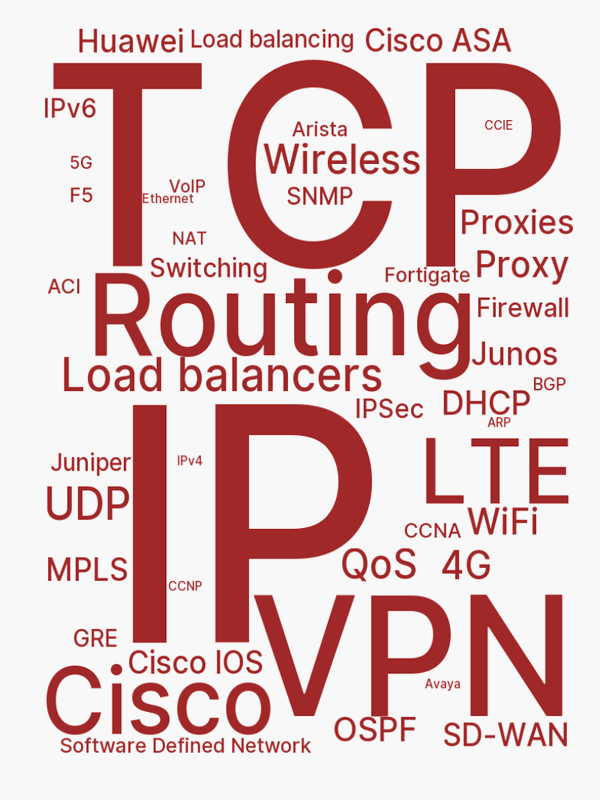 Huawei
Load balancing
Cisco ASA
TCP
IPv6
Arista
CCIE
Wireless
5G
VoIP
F5
Ethernet
SNMP
Proxies
NAT
Switching
Fortigate
Proxy
ACI
Routing
Firewall
Junos
Load balancers
BGP
IPSec
DHCP
ARP
IP
Juniper
IPv4
LTE
UDP
WiFi
CCNA
MPLS
QoS
4G
CCNP
VPN
GRE
Cisco IOS
Cisco
Avaya
OSPF
SD-WAN
Software Defined Network